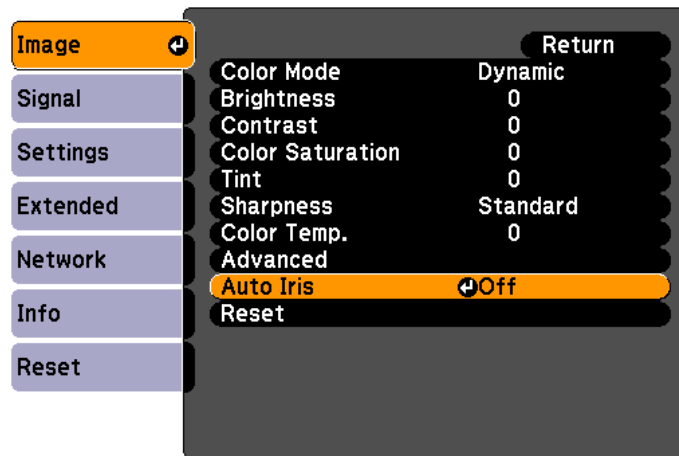 Image
Signal
Settings
Extended
Network
Info
Reset
Return
Color Mode Dynamic
Brightness 0
Contrast 0
Color Saturation 0
Tint 0
Sharpness Standard
Color Temp. 0
Advanced
Auto Iris Off
Reset